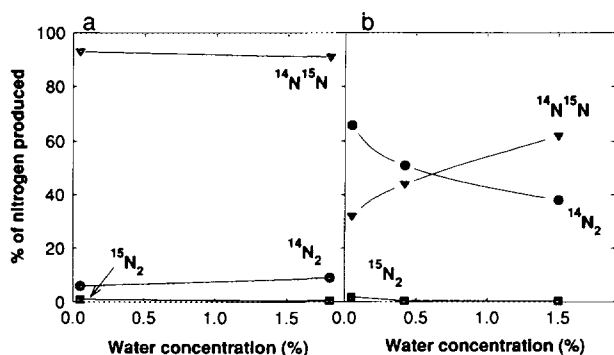 a
b
% of nitrogen produced
100
80
60
40
20
0
¹⁴N¹⁵N
¹⁵N₂
¹⁴N₂
¹⁴N¹⁵N
¹⁴N₂
¹⁵N₂
0.0 0.5 1.0 1.5 0.0 0.5 1.0 1.5
Water concentration (%) Water concentration (%)